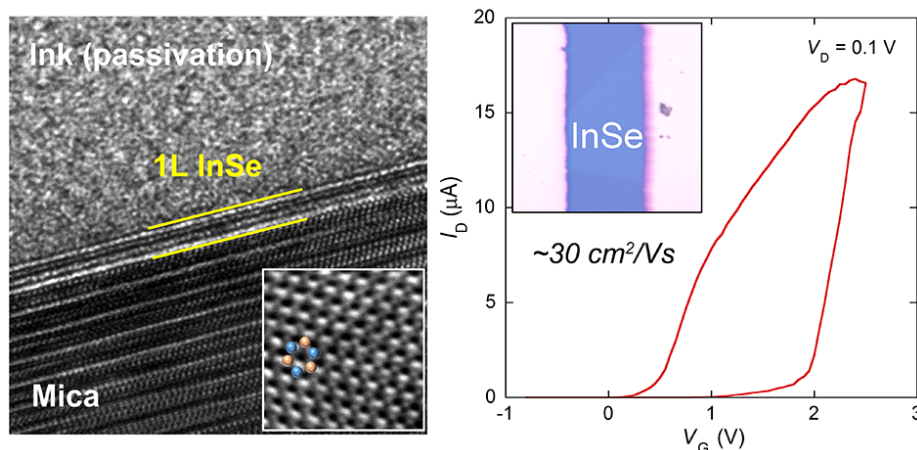 Ink (passivation)
1L InSe
Mica
20
15
10
5
0
I_D (μA)
V_D = 0.1 V
InSe
~30 cm²/Vs
-1
0
1
2
3
V_G (V)